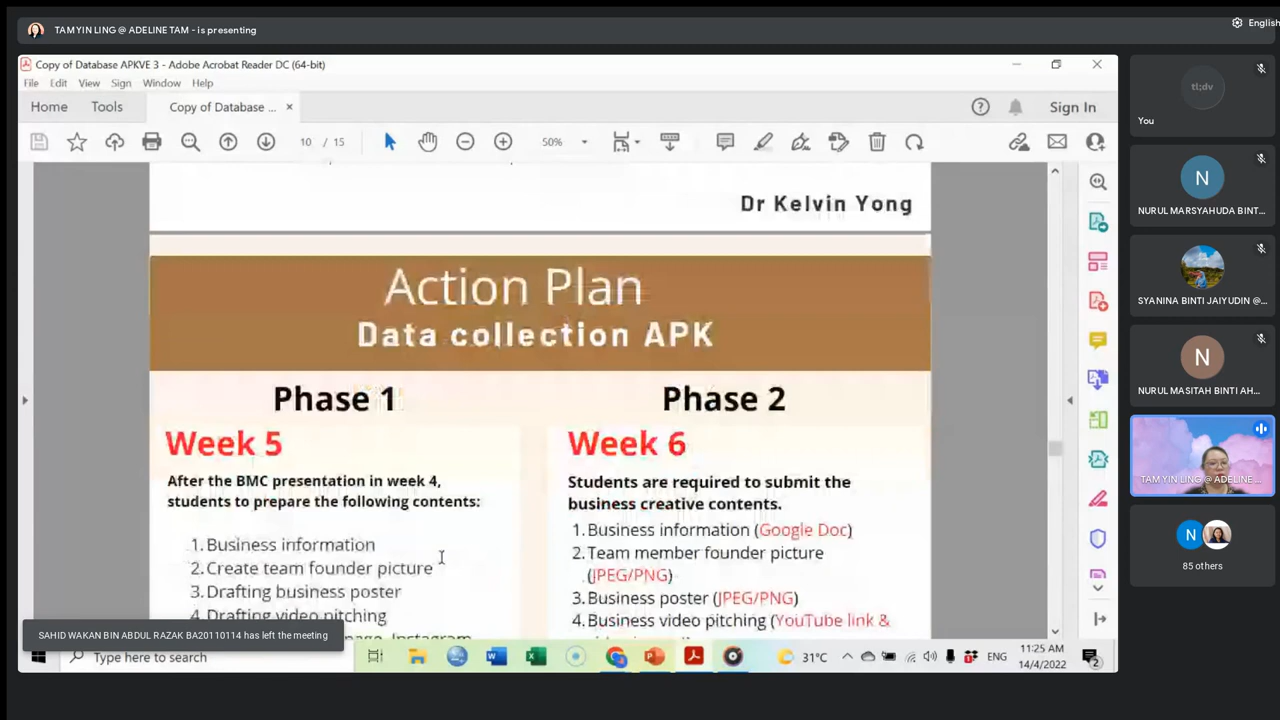 TAM YIN LING @ ADELINE TAM - is presenting
English
Copy of Database APKVE 3 - Adobe Acrobat Reader DC (64-bit)
File Edit View Sign Window Help
Home Tools Copy of Database ... × Sign In
10 / 15 50%
Dr Kelvin Yong
Action Plan
Data collection APK
Phase 1
Week 5
After the BMC presentation in week 4,
students to prepare the following contents:
1. Business information
2. Create team founder picture
3. Drafting business poster
4. Drafting video pitching
Instagram
Phase 2
Week 6
Students are required to submit the
business creative contents.
1. Business information (Google Doc)
2. Team member founder picture
(JPEG/PNG)
3. Business poster (JPEG/PNG)
4. Business video pitching (YouTube link &
SAHID WAKAN BIN ABDUL RAZAK BA20110114 has left the meeting
Type here to search
31°C
ENG
11:25 AM
14/4/2022
2
tl;dv
You
N
NURUL MARSYAHUDA BINT...
SYANINA BINTI JAIYUDIN @...
N
NURUL MASITAH BINTI AH...
TAM YIN LING @ ADELINE ...
N
85 others